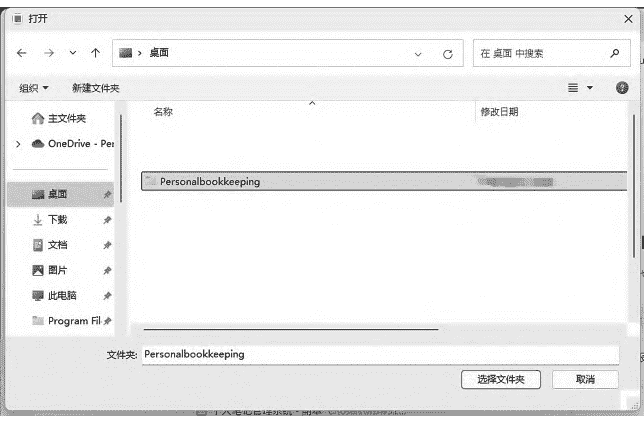 打开
桌面
在 桌面 中搜索
组织
新建文件夹
名称
修改日期
主文件夹
OneDrive - Per
Personalbookkeeping
桌面
下载
文档
图片
此电脑
Program Fil
文件夹:
Personalbookkeeping
选择文件夹
取消